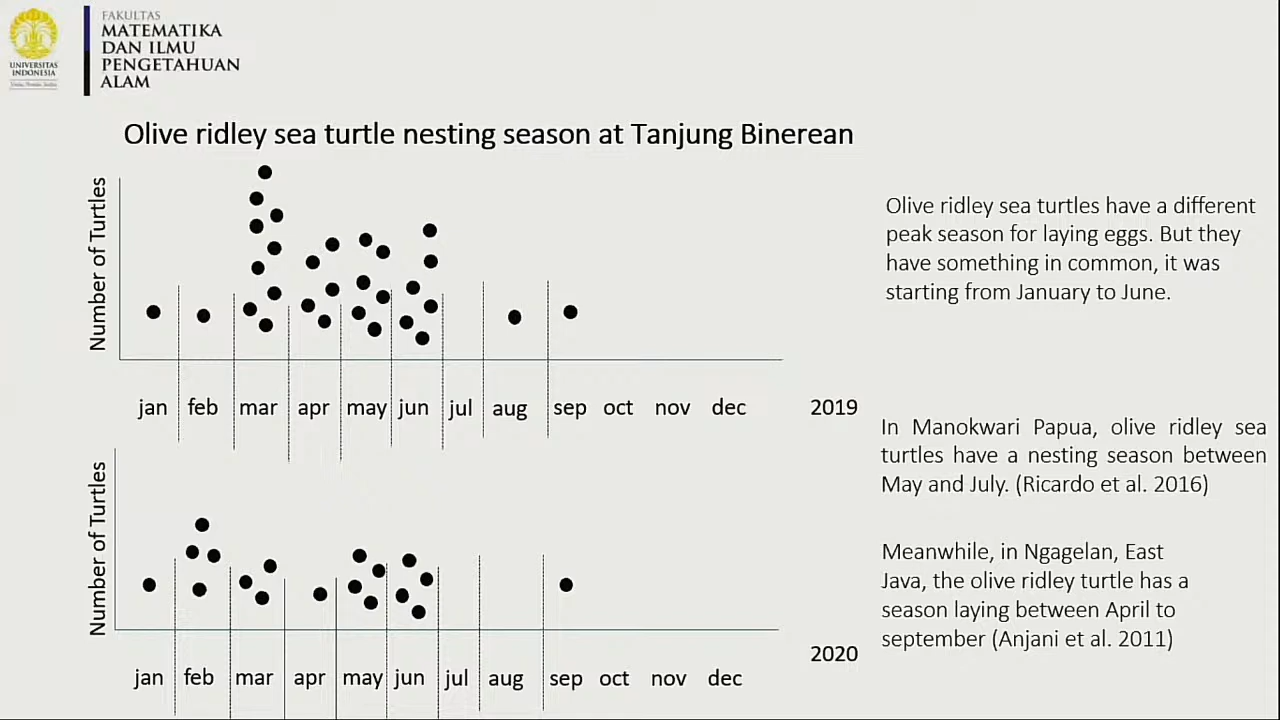 FAKULTAS
MATEMATIKA
DAN ILMU
PENGETAHUAN
ALAM
UNIVERSITAS
INDONESIA
Olive ridley sea turtle nesting season at Tanjung Binerean
Number of Turtles
jan feb mar apr may jun jul aug sep oct nov dec 2019
Number of Turtles
jan feb mar apr may jun jul aug sep oct nov dec 2020
Olive ridley sea turtles have a different
peak season for laying eggs. But they
have something in common, it was
starting from January to June.
In Manokwari Papua, olive ridley sea
turtles have a nesting season between
May and July. (Ricardo et al. 2016)
Meanwhile, in Ngagelan, East
Java, the olive ridley turtle has a
season laying between April to
september (Anjani et al. 2011)